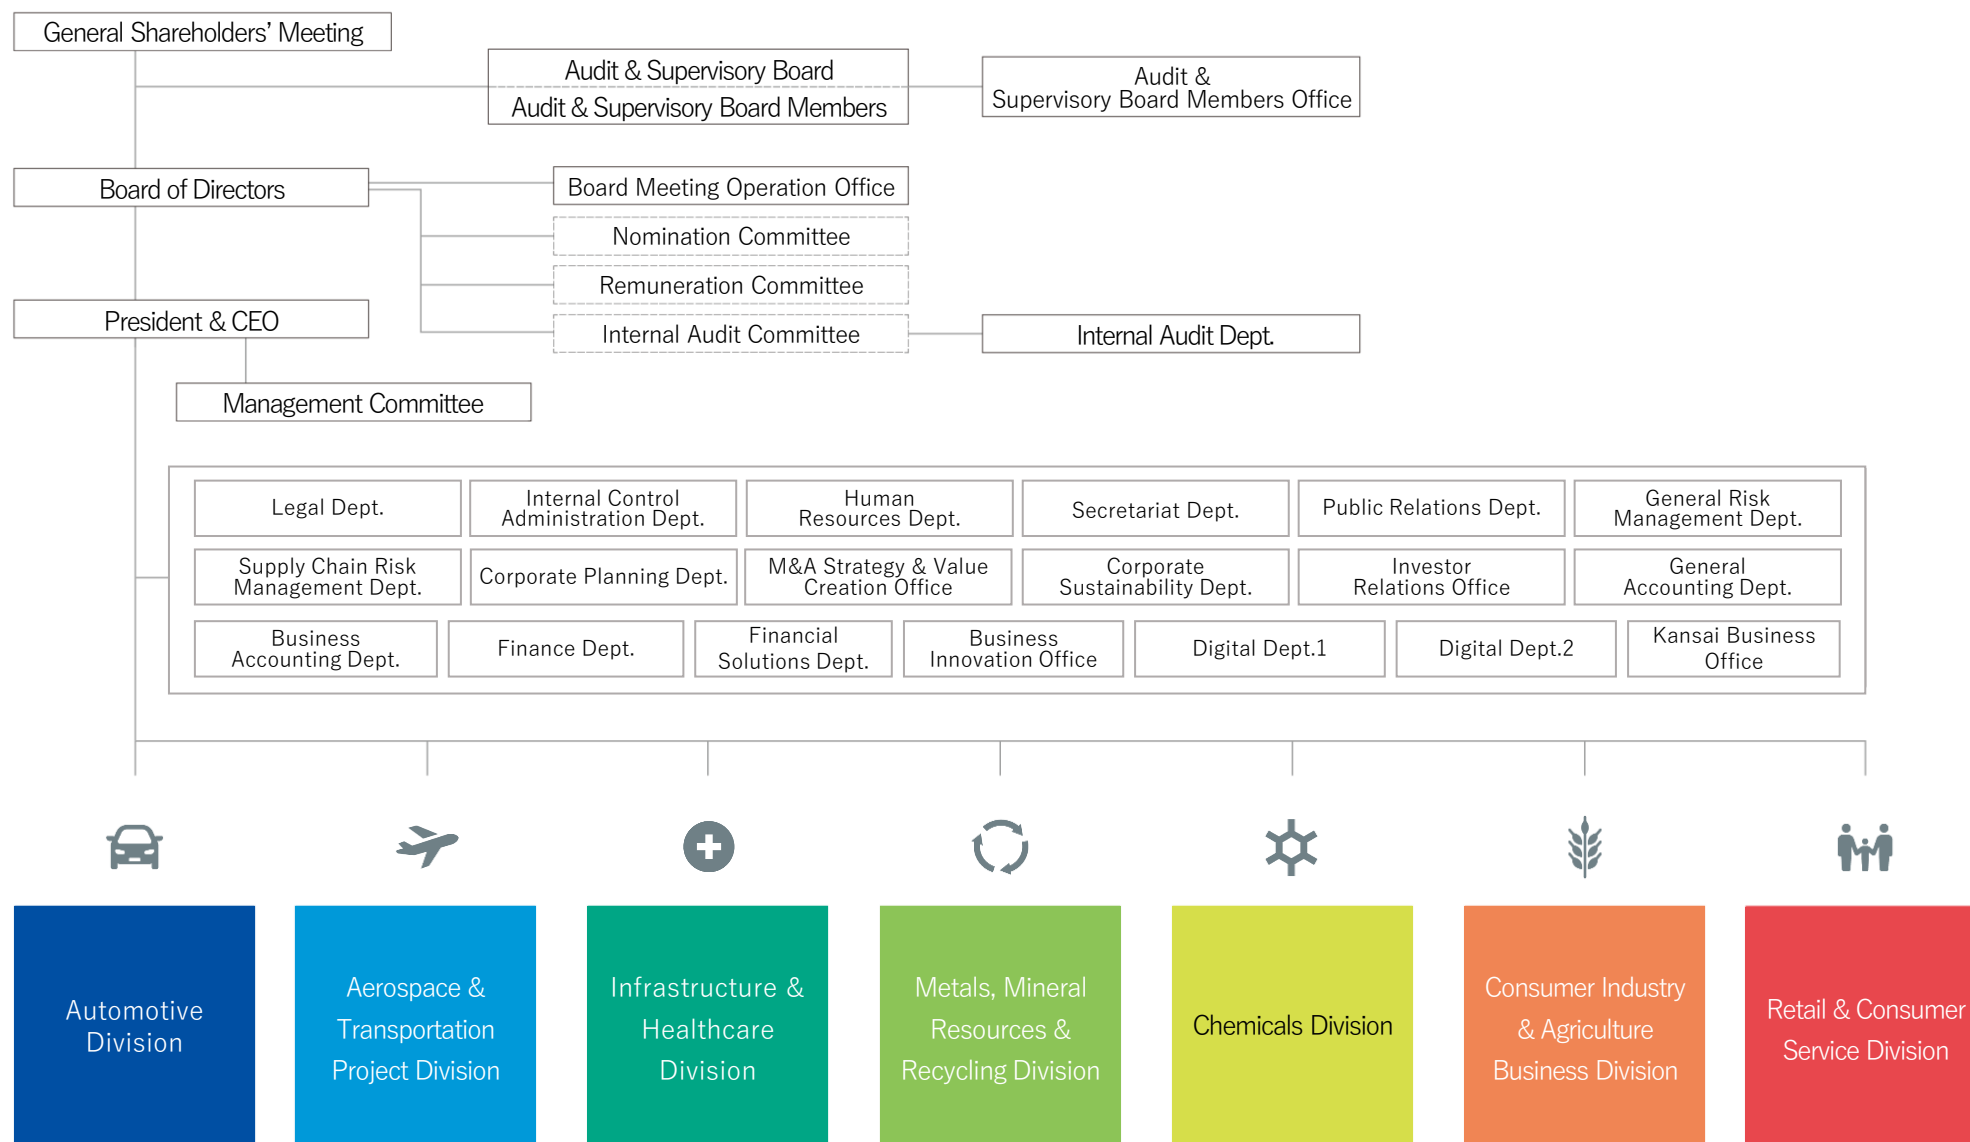 General Shareholders’ Meeting
Audit & Supervisory Board
Audit & Supervisory Board Members
Audit &
Supervisory Board Members Office
Board of Directors
Board Meeting Operation Office
Nomination Committee
Remuneration Committee
President & CEO
Internal Audit Committee
Internal Audit Dept.
Management Committee
Legal Dept.
Internal Control
Administration Dept.
Human
Resources Dept.
Secretariat Dept.
Public Relations Dept.
General Risk
Management Dept.
Supply Chain Risk
Management Dept.
Corporate Planning Dept.
M&A Strategy & Value
Creation Office
Corporate
Sustainability Dept.
Investor
Relations Office
General
Accounting Dept.
Business
Accounting Dept.
Finance Dept.
Financial
Solutions Dept.
Business
Innovation Office
Digital Dept.1
Digital Dept.2
Kansai Business
Office
Automotive
Division
Aerospace &
Transportation
Project Division
Infrastructure &
Healthcare
Division
Metals, Mineral
Resources &
Recycling Division
Chemicals Division
Consumer Industry
& Agriculture
Business Division
Retail & Consumer
Service Division